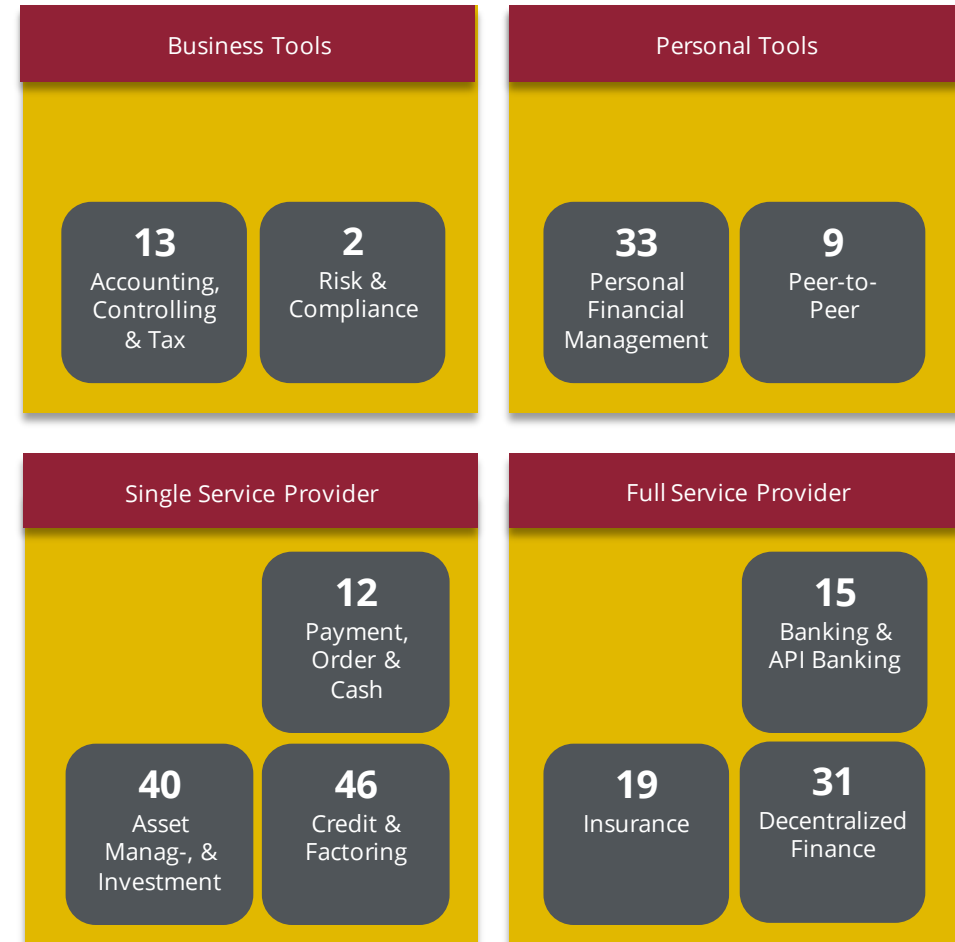 Business Tools
13
Accounting,
Controlling
& Tax
2
Risk &
Compliance
Personal Tools
33
Personal
Financial
Management
9
Peer-to-
Peer
Single Service Provider
12
Payment,
Order &
Cash
40
Asset
Manag-, &
Investment
46
Credit &
Factoring
Full Service Provider
15
Banking &
API Banking
19
Insurance
31
Decentralized
Finance